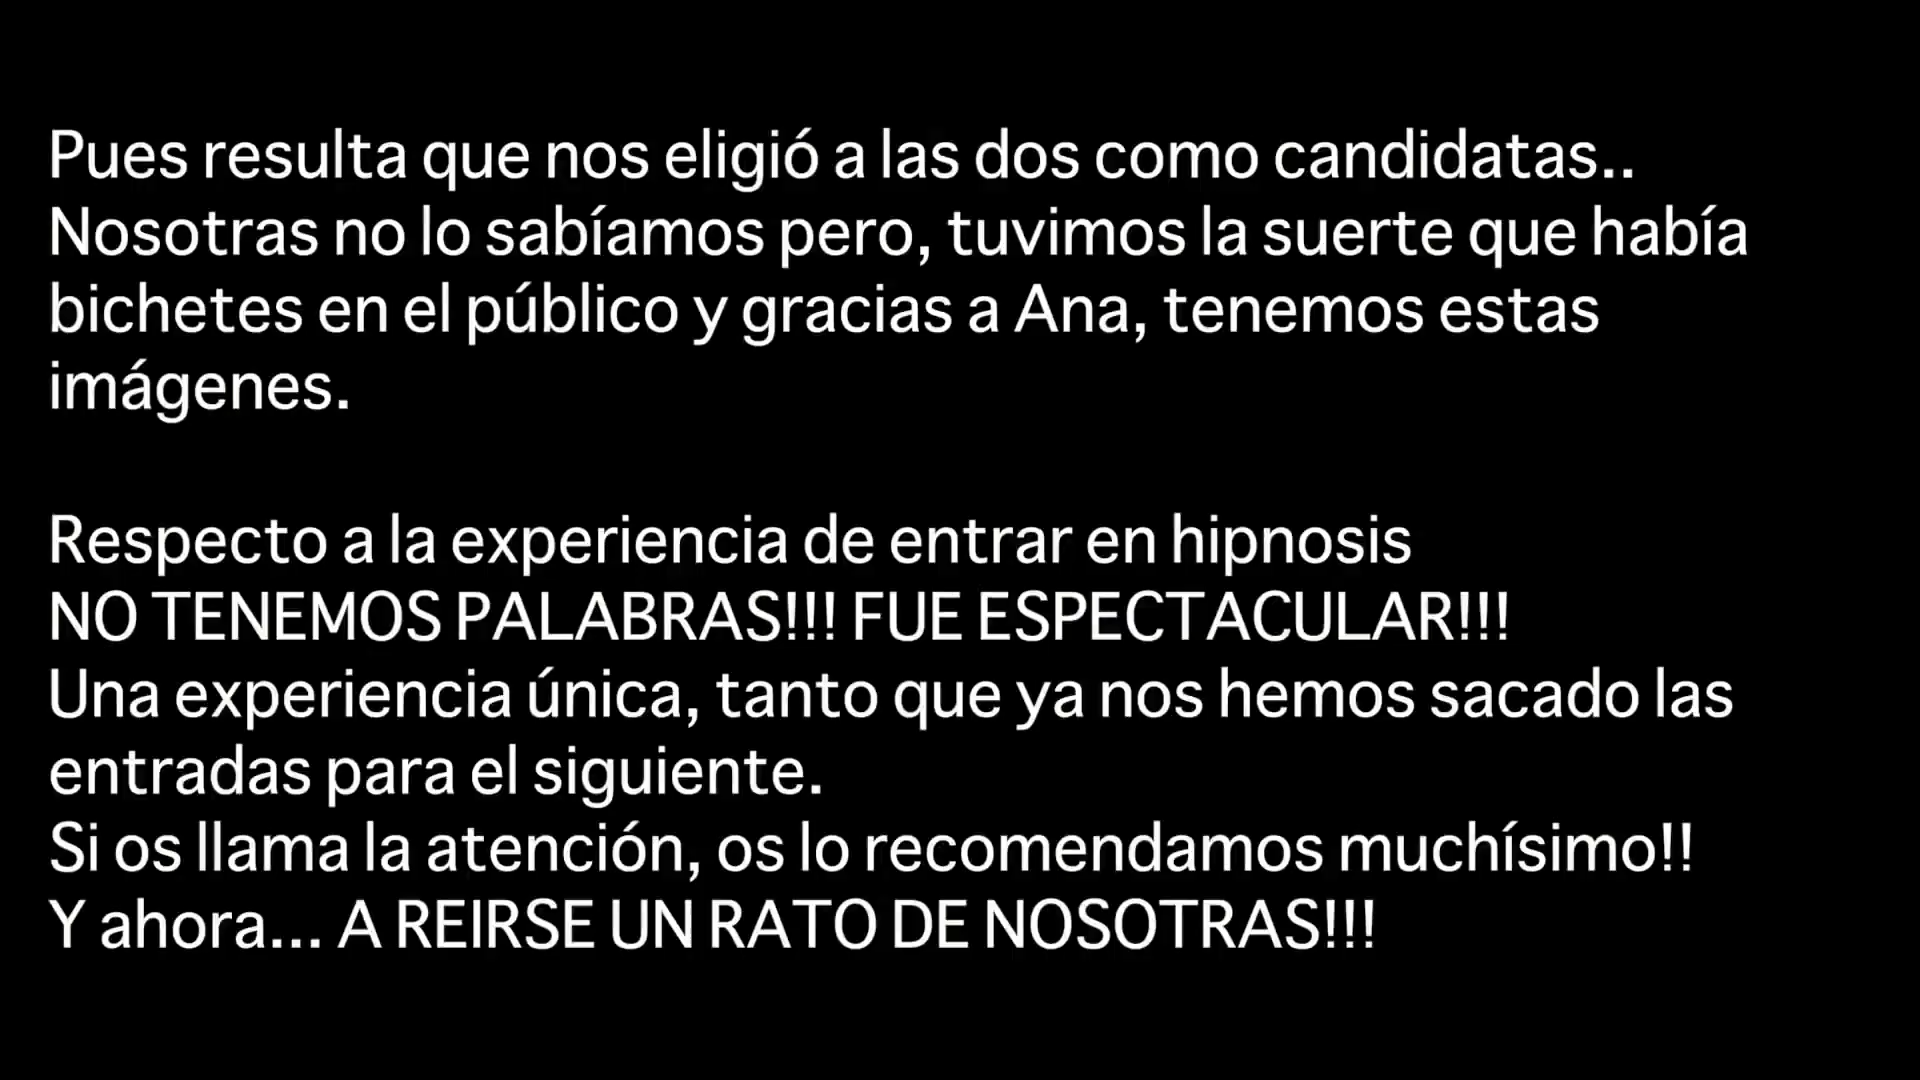 Pues resulta que nos eligió a las dos como candidatas..
Nosotras no lo sabíamos pero, tuvimos la suerte que había
bichetes en el público y gracias a Ana, tenemos estas
imágenes.
Respecto a la experiencia de entrar en hipnosis
NO TENEMOS PALABRAS!!! FUE ESPECTACULAR!!!
Una experiencia única, tanto que ya nos hemos sacado las
entradas para el siguiente.
Si os llama la atención, os lo recomendamos muchísimo!!
Y ahora... A REIRSE UN RATO DE NOSOTRAS!!!